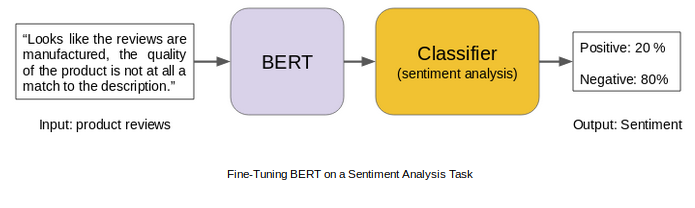 “Looks like the reviews are
manufactured, the quality
of the product is not at all a
match to the description.”
BERT
Classifier
(sentiment analysis)
Positive: 20 %
Negative: 80%
Input: product reviews
Output: Sentiment
Fine-Tuning BERT on a Sentiment Analysis Task